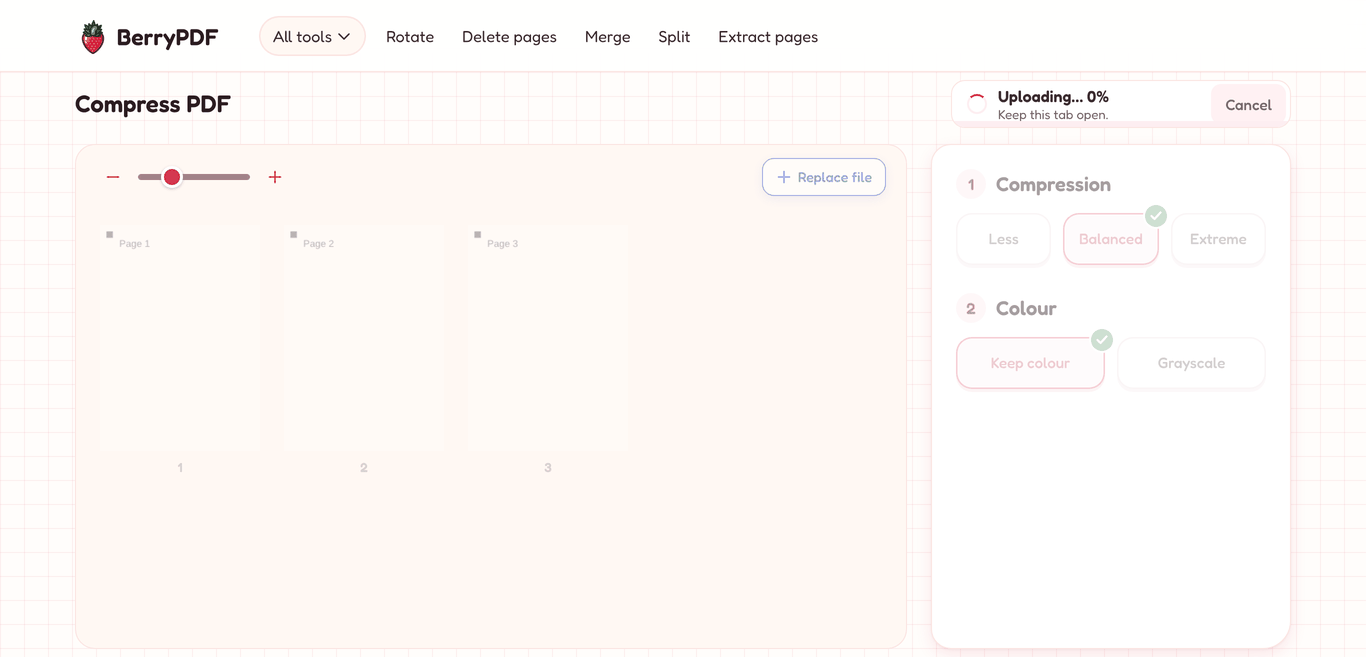 BerryPDF
All tools
Rotate
Delete pages
Merge
Split
Extract pages
Compress PDF
Uploading... 0%
Keep this tab open.
Cancel
Replace file
Page 1
Page 2
Page 3
1
2
3
1 Compression
Less
Balanced
Extreme
2 Colour
Keep colour
Grayscale